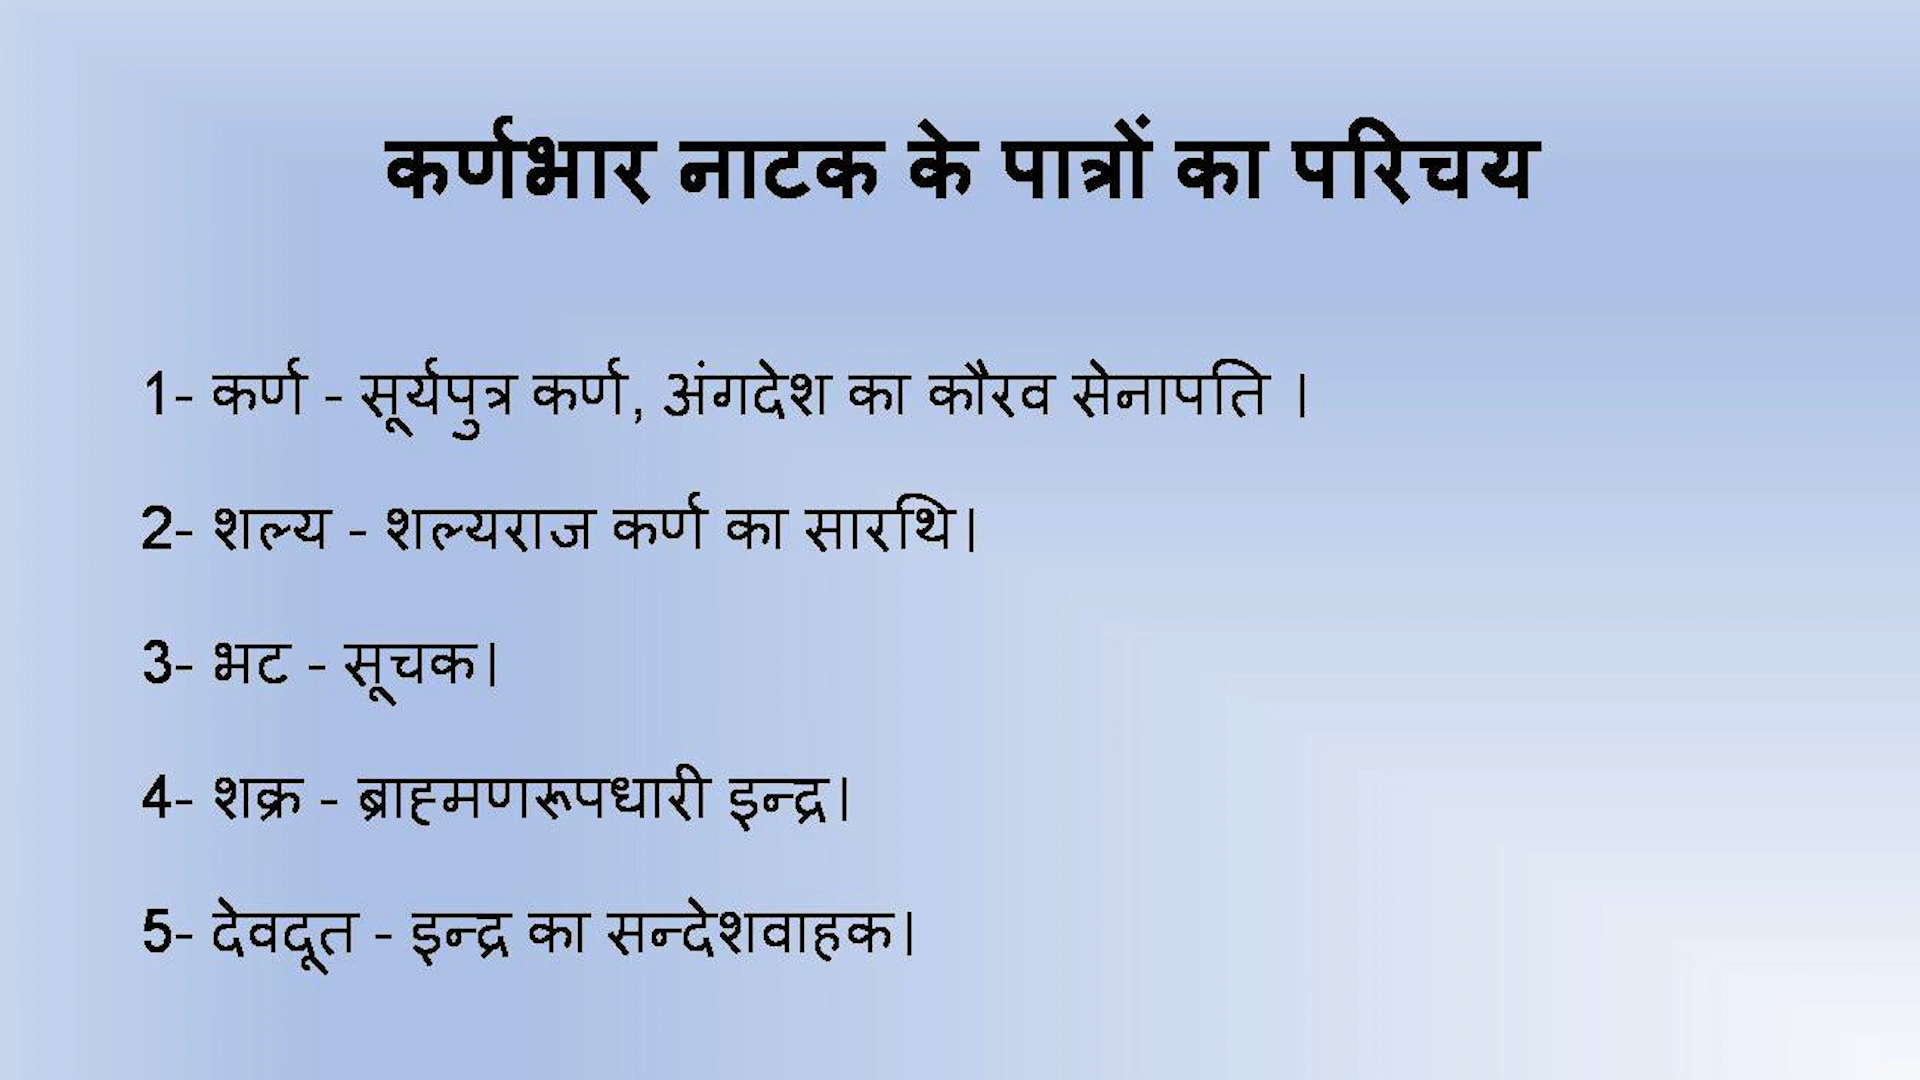 कर्णभार नाटक के पात्रों का परिचय
1- कर्ण - सूर्यपुत्र कर्ण, अंगदेश का कौरव सेनापति ।
2- शल्य - शल्यराज कर्ण का सारथि।
3- भट - सूचक।
4- शक्र - ब्राह्मणरूपधारी इन्द्र।
5- देवदूत - इन्द्र का सन्देशवाहक।